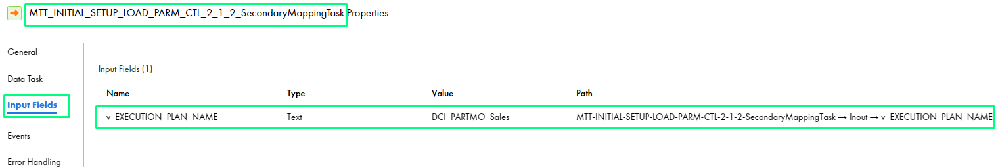 MTT_INITIAL_SETUP_LOAD_PARM_CTL_2_1_2_SecondaryMappingTask Properties
General
Data Task
Input Fields
Events
Error Handling
Input Fields (1)
Name Type Value Path
v_EXECUTION_PLAN_NAME Text DCI_PARTMO_Sales MTT-INITIAL-SETUP-LOAD-PARM-CTL-2-1-2-SecondaryMappingTask → Inout → v_EXECUTION_PLAN_NAME